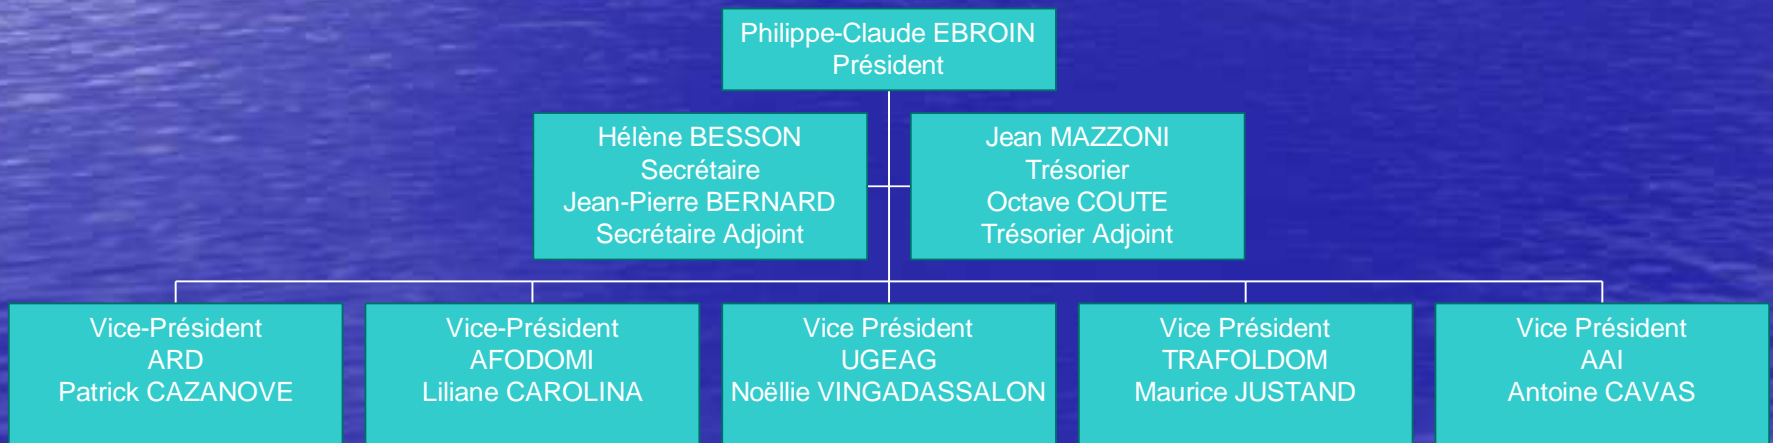 Philippe-Claude EBROIN
Président
Hélène BESSON
Secrétaire
Jean-Pierre BERNARD
Secrétaire Adjoint
Jean MAZZONI
Trésorier
Octave COUTE
Trésorier Adjoint
Vice-Président
ARD
Patrick CAZANOVE
Vice-Président
AFODOMI
Liliane CAROLINA
Vice Président
UGEAG
Noëllie VINGADASSALON
Vice Président
TRAFOLDOM
Maurice JUSTAND
Vice Président
AAI
Antoine CAVAS